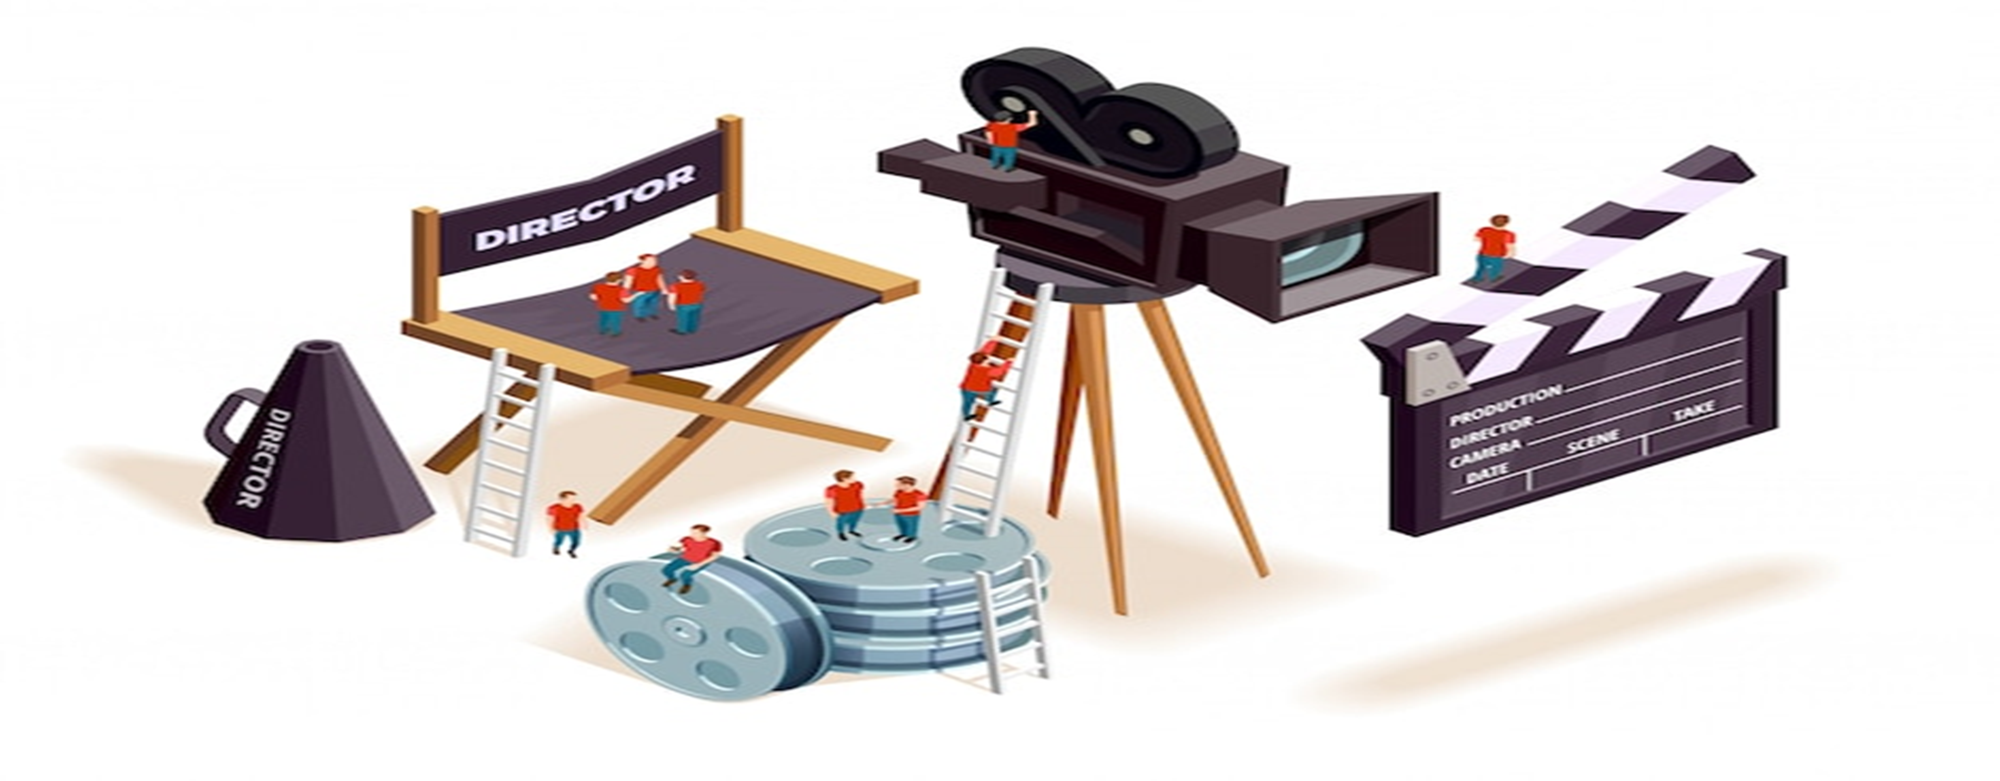 DIRECTOR
DIRECTOR
PRODUCTION
DIRECTOR
CAMERA
DATE SCENE TAKE